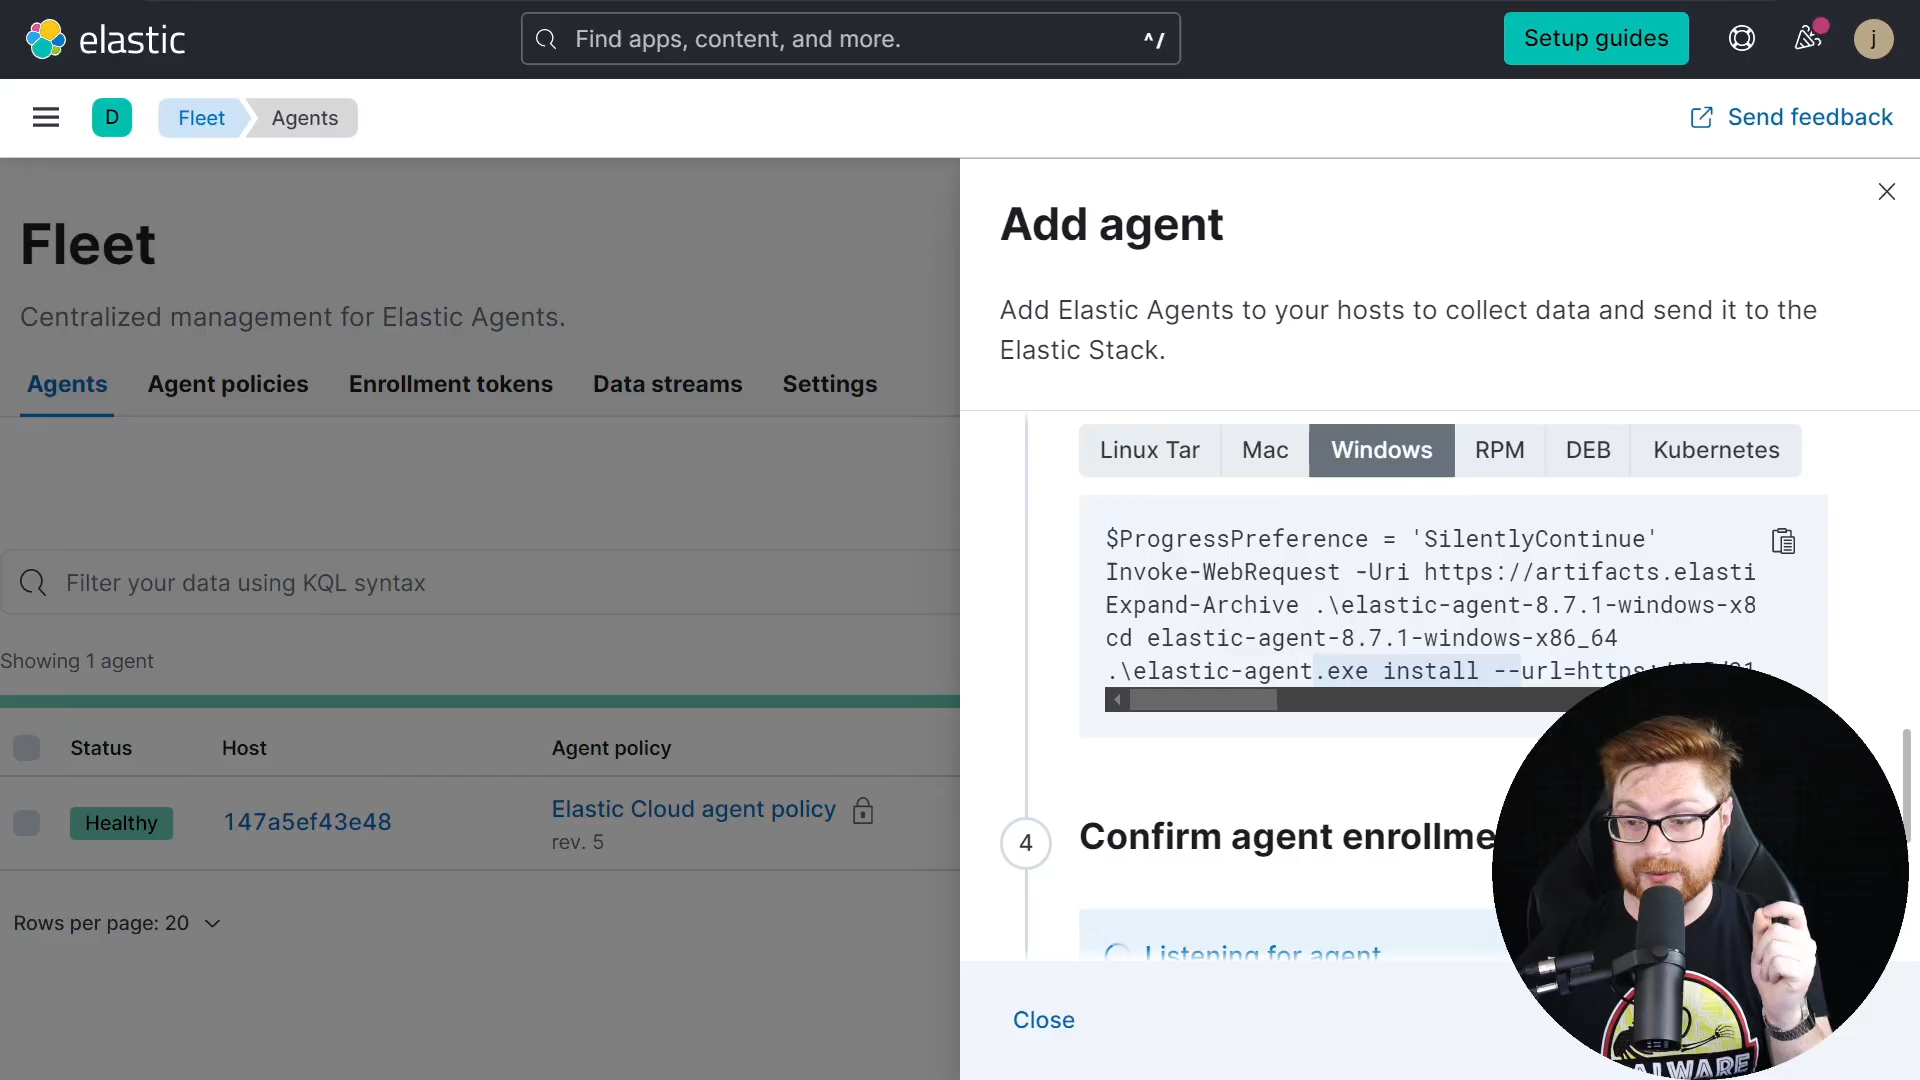 elastic
Find apps, content, and more.
^/
Setup guides
j
D
Fleet
Agents
Send feedback
Fleet
Centralized management for Elastic Agents.
Agents
Agent policies
Enrollment tokens
Data streams
Settings
Filter your data using KQL syntax
Showing 1 agent
Status
Host
Agent policy
Healthy
147a5ef43e48
Elastic Cloud agent policy
rev. 5
Rows per page: 20
Add agent
Add Elastic Agents to your hosts to collect data and send it to the
Elastic Stack.
Linux Tar
Mac
Windows
RPM
DEB
Kubernetes
$ProgressPreference = 'SilentlyContinue'
Invoke-WebRequest -Uri https://artifacts.elasti
Expand-Archive .\elastic-agent-8.7.1-windows-x8
cd elastic-agent-8.7.1-windows-x86_64
.\elastic-agent.exe install --url=https:
4
Confirm agent enrollme
Listening for agent
Close
ALWARE